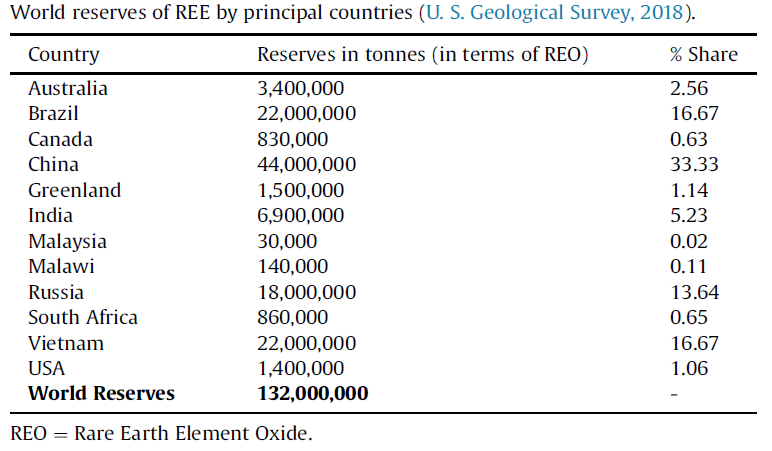 World reserves of REE by principal countries (U. S. Geological Survey, 2018).
Country Reserves in tonnes (in terms of REO) % Share
Australia 3,400,000 2.56
Brazil 22,000,000 16.67
Canada 830,000 0.63
China 44,000,000 33.33
Greenland 1,500,000 1.14
India 6,900,000 5.23
Malaysia 30,000 0.02
Malawi 140,000 0.11
Russia 18,000,000 13.64
South Africa 860,000 0.65
Vietnam 22,000,000 16.67
USA 1,400,000 1.06
World Reserves 132,000,000 -
REO = Rare Earth Element Oxide.